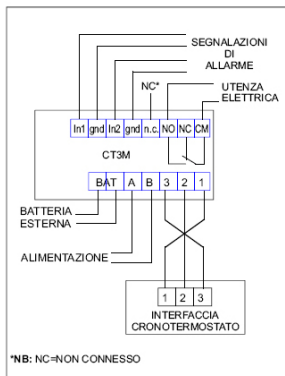 SEGNALAZIONI
DI
ALLARME
NC*
UTENZA
ELETTRICA
In1 gnd In2 gnd n.c. NO NC CM
CT3M
BAT A B 3 2 1
BATTERIA
ESTERNA
ALIMENTAZIONE
1 2 3
INTERFACCIA
CRONOTERMOSTATO
*NB: NC=NON CONNESSO